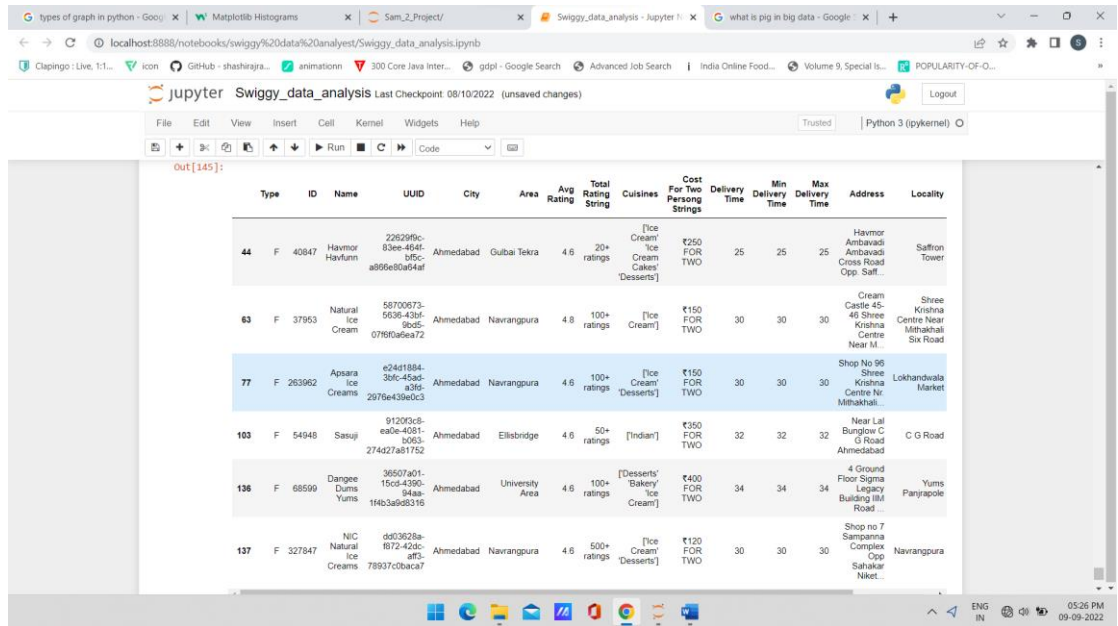 types of graph in python - Goog
Matplotlib Histograms
Sam_2_Project/
Swiggy_data_analysis - Jupyter N
what is pig in big data - Google
localhost:8888/notebooks/swiggy%20data%20analyest/Swiggy_data_analysis.ipynb
Clapingo : Live, 1:1... icon GitHub - shashirajra... animationn 300 Core Java Inter... gdpl - Google Search Advanced Job Search India Online Food... Volume 9, Special Is... POPULARITY-OF-O...
jupyter Swiggy_data_analysis Last Checkpoint: 08/10/2022 (unsaved changes) Logout
File Edit View Insert Cell Kernel Widgets Help Trusted Python 3 (ipykernel)
Run Code
Out[145]:
Type ID Name UUID City Area Avg Rating Total Rating String Cuisines Cost For Two Persong Strings Delivery Time Min Delivery Time Max Delivery Time Address Locality
44 F 40847 Havmor Havfunn 22629f9c-83ee-464f-bf5c-a866e80a64af Ahmedabad Gulbai Tekra 4.6 20+ ratings ['Ice Cream' 'Ice Cream Cakes' 'Desserts'] ₹250 FOR TWO 25 25 25 Havmor Ambavadi Ambavadi Cross Road Opp. Saff... Saffron Tower
63 F 37953 Natural Ice Cream 58700673-5636-43bf-9bd5-07f6f0a6ea72 Ahmedabad Navrangpura 4.8 100+ ratings ['Ice Cream'] ₹150 FOR TWO 30 30 30 Cream Castle 45-46 Shree Krishna Centre Near M... Shree Krishna Centre Near Mithakhali Six Road
77 F 263962 Apsara Ice Creams e24d1884-3bfc-45ad-a3fd-2976e439e0c3 Ahmedabad Navrangpura 4.6 100+ ratings ['Ice Cream' 'Desserts'] ₹150 FOR TWO 30 30 30 Shop No 96 Shree Krishna Centre Nr. Mithakhali... Lokhandwala Market
103 F 54948 Sasuji 9120f3c8-ea0e-4081-b063-274d27a81752 Ahmedabad Ellisbridge 4.6 50+ ratings ['Indian'] ₹350 FOR TWO 32 32 32 Near Lal Bunglow C G Road Ahmedabad C G Road
136 F 68599 Dangee Dums Yums 36507a01-15cd-4390-94aa-1f4b3a9d8316 Ahmedabad University Area 4.6 100+ ratings ['Desserts' 'Bakery' 'Ice Cream'] ₹400 FOR TWO 34 34 34 4 Ground Floor Sigma Legacy Building IIM Road ... Yums Panjrapole
137 F 327847 NIC Natural Ice Creams dd03628a-f872-42dc-aff3-78937c0baca7 Ahmedabad Navrangpura 4.6 500+ ratings ['Ice Cream' 'Desserts'] ₹120 FOR TWO 30 30 30 Shop no 7 Sampanna Complex Opp Sahakar Niket... Navrangpura
ENG IN 05:26 PM
09-09-2022